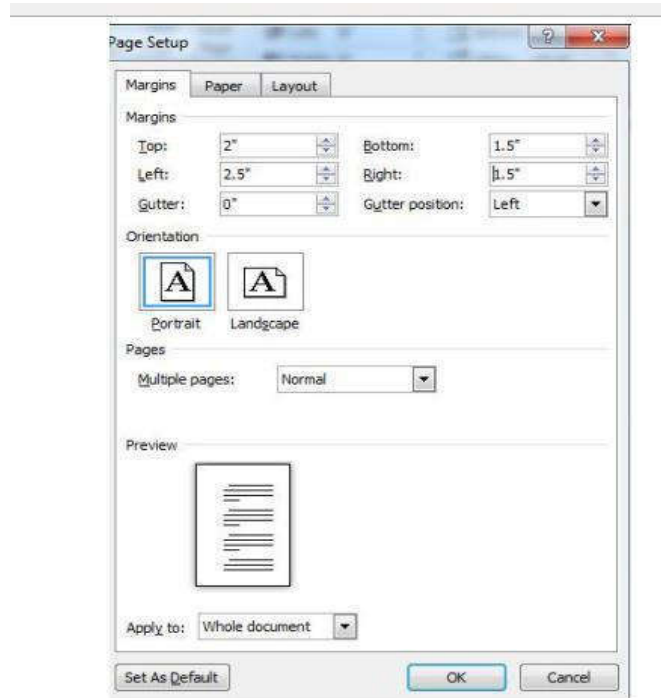 Page Setup
Margins Paper Layout
Margins
Top: 2" Bottom: 1.5"
Left: 2.5" Right: 1.5"
Gutter: 0" Gutter position: Left
Orientation
A A
Portrait Landscape
Pages
Multiple pages: Normal
Preview
Apply to: Whole document
Set As Default OK Cancel